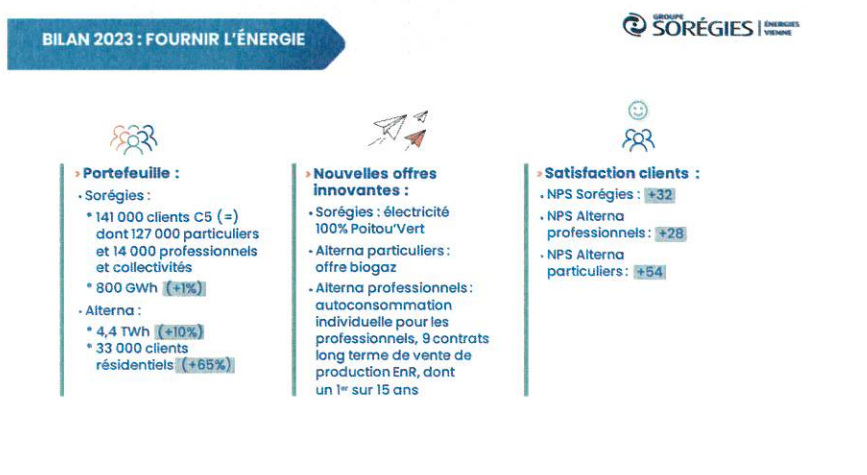 BILAN 2023 : FOURNIR L'ÉNERGIE
GROUPE
SORÉGIES
ÉNERGIES
VIENNE
› Portefeuille :
• Sorégies :
* 141 000 clients C5 (=)
dont 127 000 particuliers
et 14 000 professionnels
et collectivités
* 800 GWh (+1%)
• Alterna :
* 4,4 TWh (+10%)
* 33 000 clients
résidentiels (+65%)
› Nouvelles offres
innovantes :
• Sorégies : électricité
100% Poitou'Vert
• Alterna particuliers :
offre biogaz
• Alterna professionnels :
autoconsommation
individuelle pour les
professionnels, 9 contrats
long terme de vente de
production EnR, dont
un 1er sur 15 ans
› Satisfaction clients :
• NPS Sorégies : +32
• NPS Alterna
professionnels : +28
• NPS Alterna
particuliers : +54